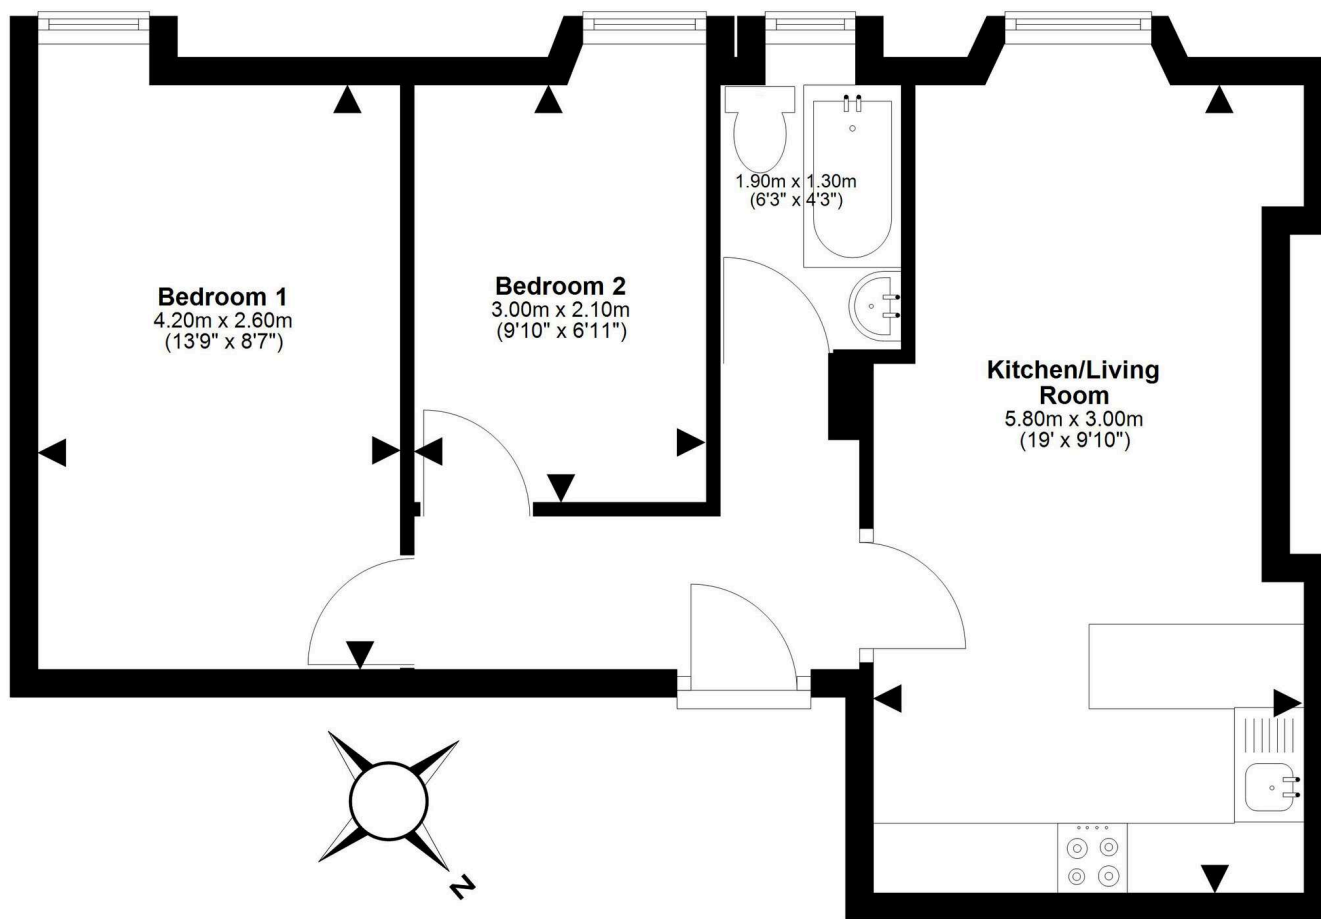 1.90m x 1.30m
(6'3" x 4'3")
Bedroom 1
4.20m x 2.60m
(13'9" x 8'7")
Bedroom 2
3.00m x 2.10m
(9'10" x 6'11")
Kitchen/Living
Room
5.80m x 3.00m
(19' x 9'10")
N